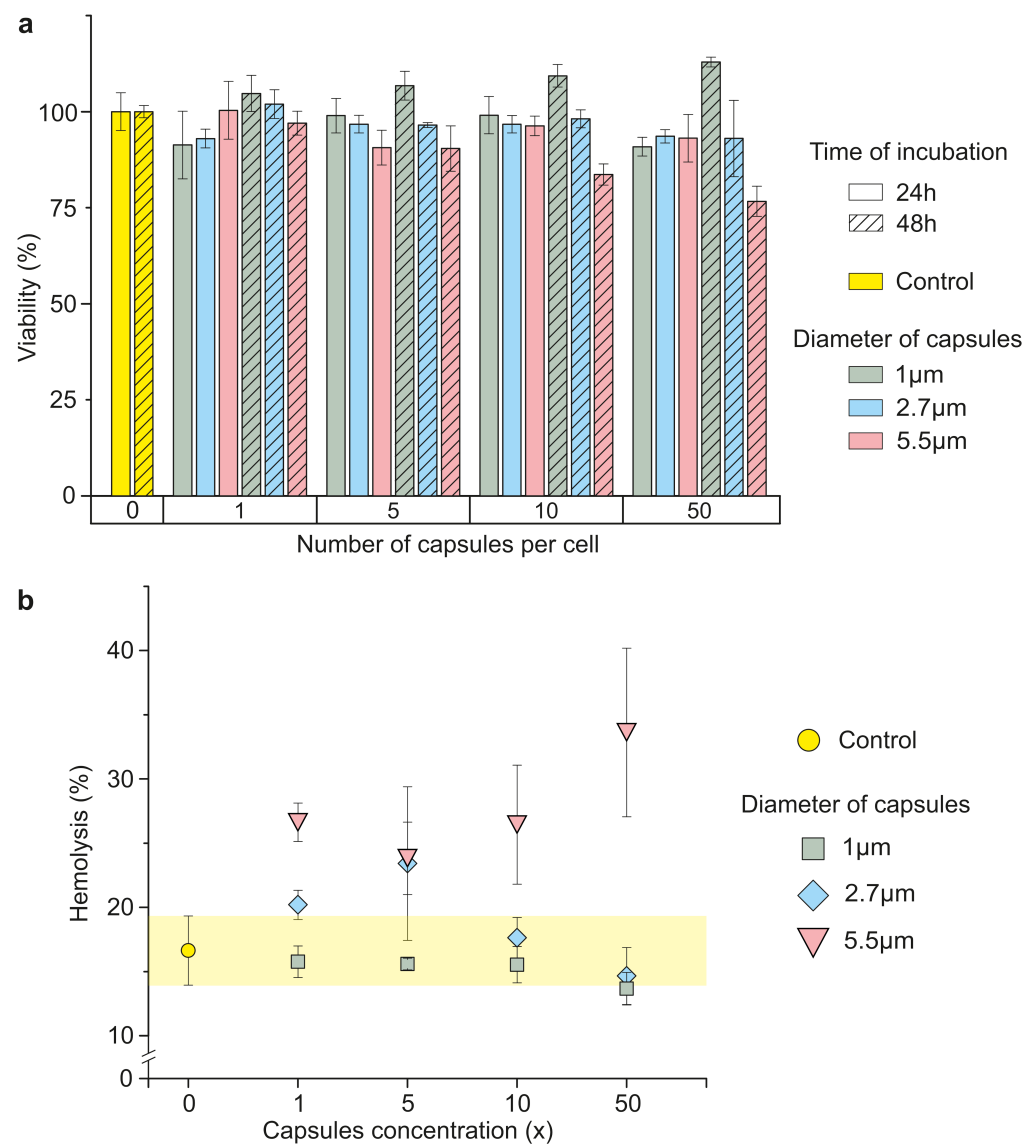 a
100
75
50
25
0
Viability (%)
0 1 5 10 50
Number of capsules per cell
Time of incubation
24h
48h
Control
Diameter of capsules
1µm
2.7µm
5.5µm
b
40
30
20
10
0
Hemolysis (%)
0 1 5 10 50
Capsules concentration (x)
Control
Diameter of capsules
1µm
2.7µm
5.5µm